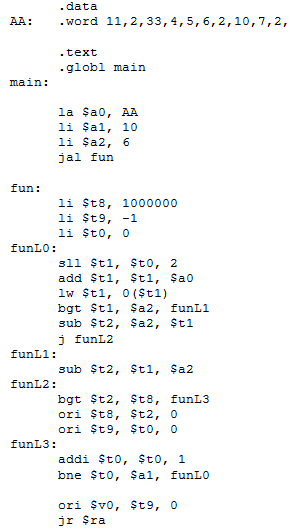 .data
AA: .word 11,2,33,4,5,6,2,10,7,2,
.text
.globl main
main:
la $a0, AA
li $a1, 10
li $a2, 6
jal fun
fun:
li $t8, 1000000
li $t9, -1
li $t0, 0
funL0:
sll $t1, $t0, 2
add $t1, $t1, $a0
lw $t1, 0($t1)
bgt $t1, $a2, funL1
sub $t2, $a2, $t1
j funL2
funL1:
sub $t2, $t1, $a2
funL2:
bgt $t2, $t8, funL3
ori $t8, $t2, 0
ori $t9, $t0, 0
funL3:
addi $t0, $t0, 1
bne $t0, $a1, funL0
ori $v0, $t9, 0
jr $ra